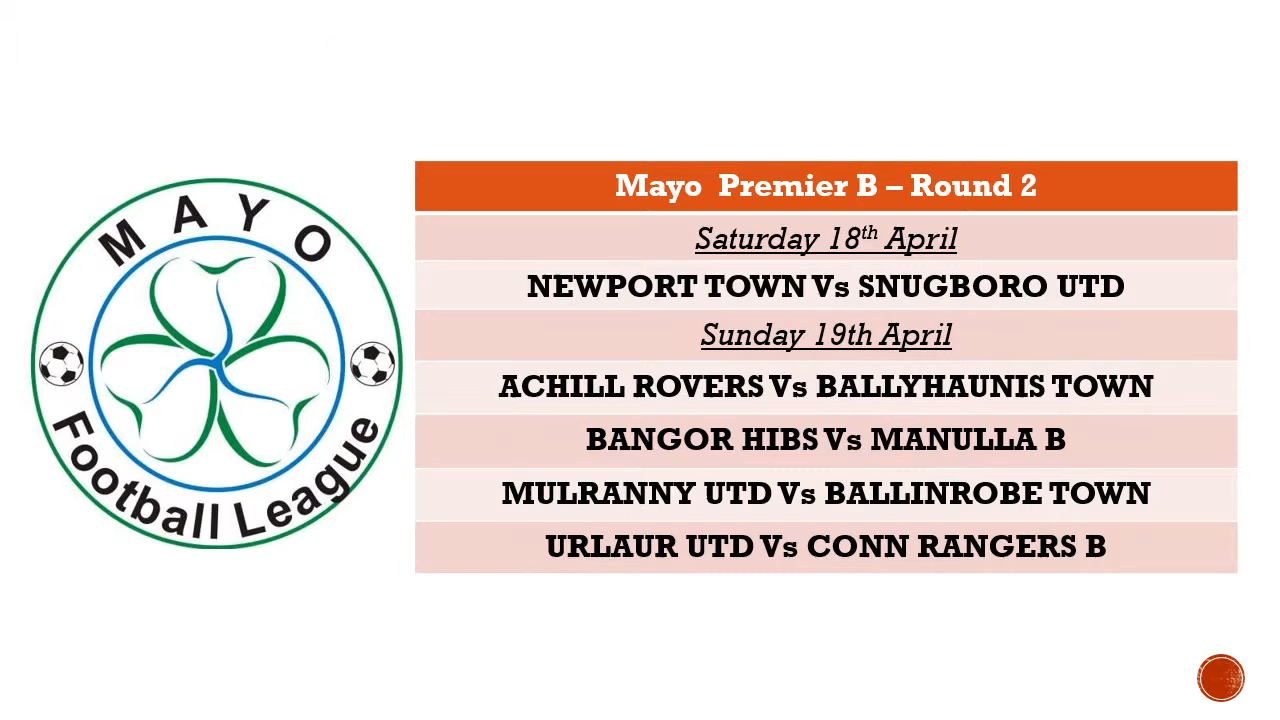 MAYO
Football League
Mayo Premier B – Round 2
Saturday 18th April
NEWPORT TOWN Vs SNUGBORO UTD
Sunday 19th April
ACHILL ROVERS Vs BALLYHAUNIS TOWN
BANGOR HIBS Vs MANULLA B
MULRANNY UTD Vs BALLINROBE TOWN
URLAUR UTD Vs CONN RANGERS B